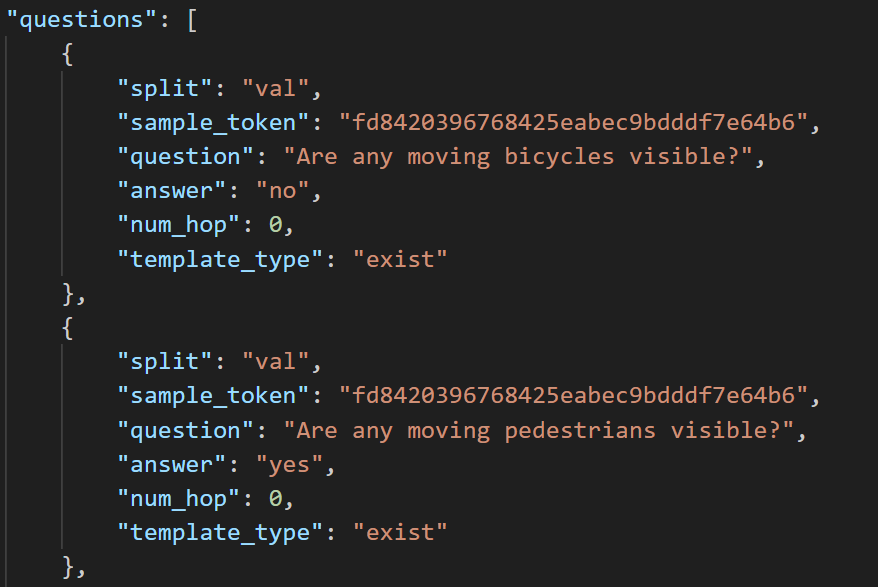 "questions": [
{
"split": "val",
"sample_token": "fd8420396768425eabec9bdddf7e64b6",
"question": "Are any moving bicycles visible?",
"answer": "no",
"num_hop": 0,
"template_type": "exist"
},
{
"split": "val",
"sample_token": "fd8420396768425eabec9bdddf7e64b6",
"question": "Are any moving pedestrians visible?",
"answer": "yes",
"num_hop": 0,
"template_type": "exist"
},